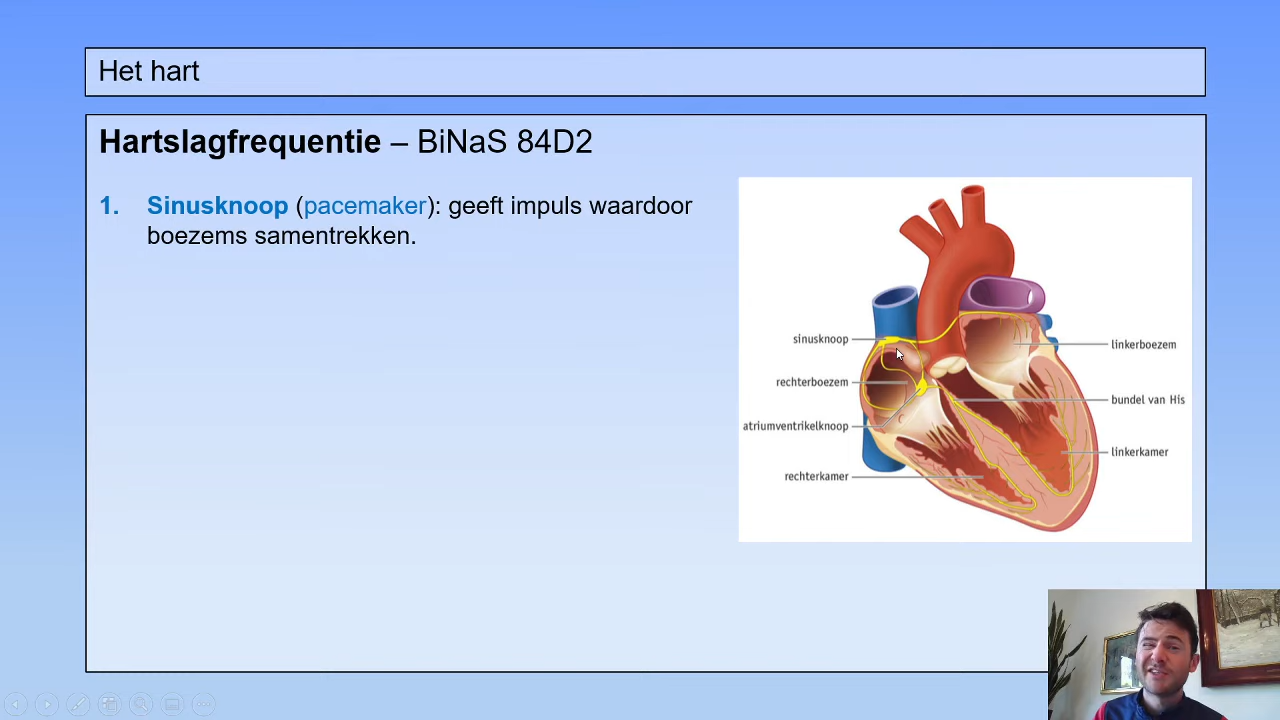 Het hart
Hartslagfrequentie – BiNaS 84D2
1. Sinusknoop (pacemaker): geeft impuls waardoor
boezems samentrekken.
sinusknoop
rechterboezem
atriumventrikelknoop
rechterkamer
linkerboezem
bundel van His
linkerkamer